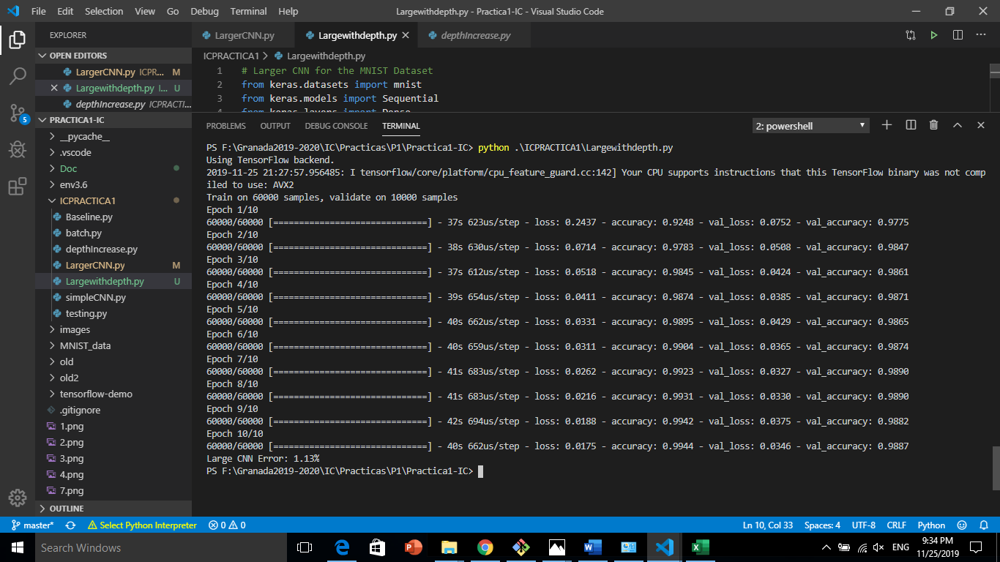 File Edit Selection View Go Debug Terminal Help Largewithdepth.py - Practica1-IC - Visual Studio Code
EXPLORER
OPEN EDITORS
LargerCNN.py ICPR... M
Largewithdepth.py I... U
depthIncrease.py ICPRACTI...
PRACTICA1-IC
__pycache__
.vscode
Doc
env3.6
ICPRACTICA1
Baseline.py
batch.py
depthIncrease.py
LargerCNN.py M
Largewithdepth.py U
simpleCNN.py
testing.py
images
MNIST_data
old
old2
tensorflow-demo
.gitignore
1.png
2.png
3.png
4.png
7.png
OUTLINE
5
LargerCNN.py Largewithdepth.py depthIncrease.py
ICPRACTICA1 > Largewithdepth.py
1 # Larger CNN for the MNIST Dataset
2 from keras.datasets import mnist
3 from keras.models import Sequential
4 from keras.layers import Dense
PROBLEMS OUTPUT DEBUG CONSOLE TERMINAL 2: powershell
PS F:\Granada2019-2020\IC\Practicas\P1\Practica1-IC> python .\ICPRACTICA1\Largewithdepth.py
Using TensorFlow backend.
2019-11-25 21:27:57.956485: I tensorflow/core/platform/cpu_feature_guard.cc:142] Your CPU supports instructions that this TensorFlow binary was not comp
iled to use: AVX2
Train on 60000 samples, validate on 10000 samples
Epoch 1/10
60000/60000 [==============================] - 37s 623us/step - loss: 0.2437 - accuracy: 0.9248 - val_loss: 0.0752 - val_accuracy: 0.9775
Epoch 2/10
60000/60000 [==============================] - 38s 630us/step - loss: 0.0714 - accuracy: 0.9783 - val_loss: 0.0508 - val_accuracy: 0.9847
Epoch 3/10
60000/60000 [==============================] - 37s 612us/step - loss: 0.0518 - accuracy: 0.9845 - val_loss: 0.0424 - val_accuracy: 0.9861
Epoch 4/10
60000/60000 [==============================] - 39s 654us/step - loss: 0.0411 - accuracy: 0.9874 - val_loss: 0.0385 - val_accuracy: 0.9871
Epoch 5/10
60000/60000 [==============================] - 40s 662us/step - loss: 0.0331 - accuracy: 0.9895 - val_loss: 0.0429 - val_accuracy: 0.9865
Epoch 6/10
60000/60000 [==============================] - 40s 659us/step - loss: 0.0311 - accuracy: 0.9904 - val_loss: 0.0365 - val_accuracy: 0.9874
Epoch 7/10
60000/60000 [==============================] - 41s 683us/step - loss: 0.0262 - accuracy: 0.9923 - val_loss: 0.0327 - val_accuracy: 0.9890
Epoch 8/10
60000/60000 [==============================] - 41s 683us/step - loss: 0.0216 - accuracy: 0.9931 - val_loss: 0.0330 - val_accuracy: 0.9890
Epoch 9/10
60000/60000 [==============================] - 42s 694us/step - loss: 0.0188 - accuracy: 0.9942 - val_loss: 0.0375 - val_accuracy: 0.9882
Epoch 10/10
60000/60000 [==============================] - 40s 662us/step - loss: 0.0175 - accuracy: 0.9944 - val_loss: 0.0346 - val_accuracy: 0.9887
Large CNN Error: 1.13%
PS F:\Granada2019-2020\IC\Practicas\P1\Practica1-IC>
master* Select Python Interpreter 0 0 Ln 10, Col 33 Spaces: 4 UTF-8 CRLF Python
Search Windows ENG 9:34 PM
11/25/2019